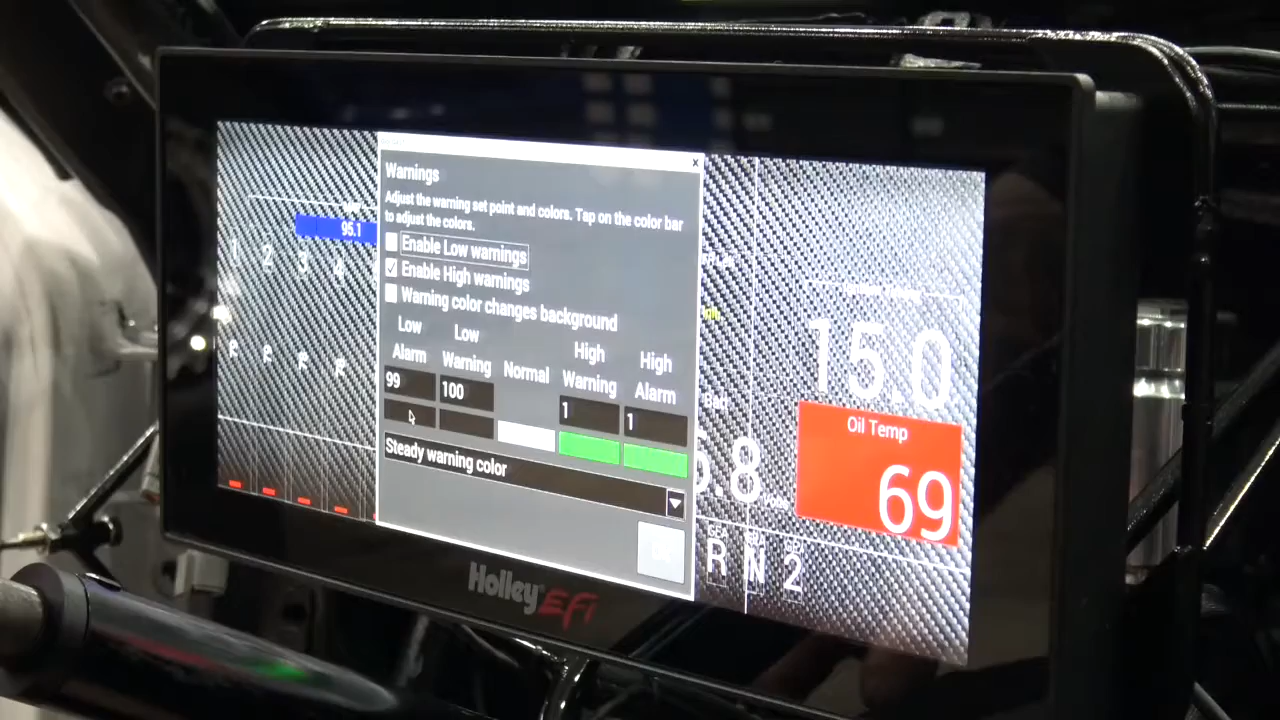 x
Warnings
Adjust the warning set point and colors. Tap on the color bar
to adjust the colors.
95.1
1 2 3 4
Enable Low warnings
Enable High warnings
Warning color changes background
Low Low High High
Alarm Warning Normal Warning Alarm
99 100 1 1
Steady warning color
15.0
Oil Temp
69
.8
R N 2
Holley EFI